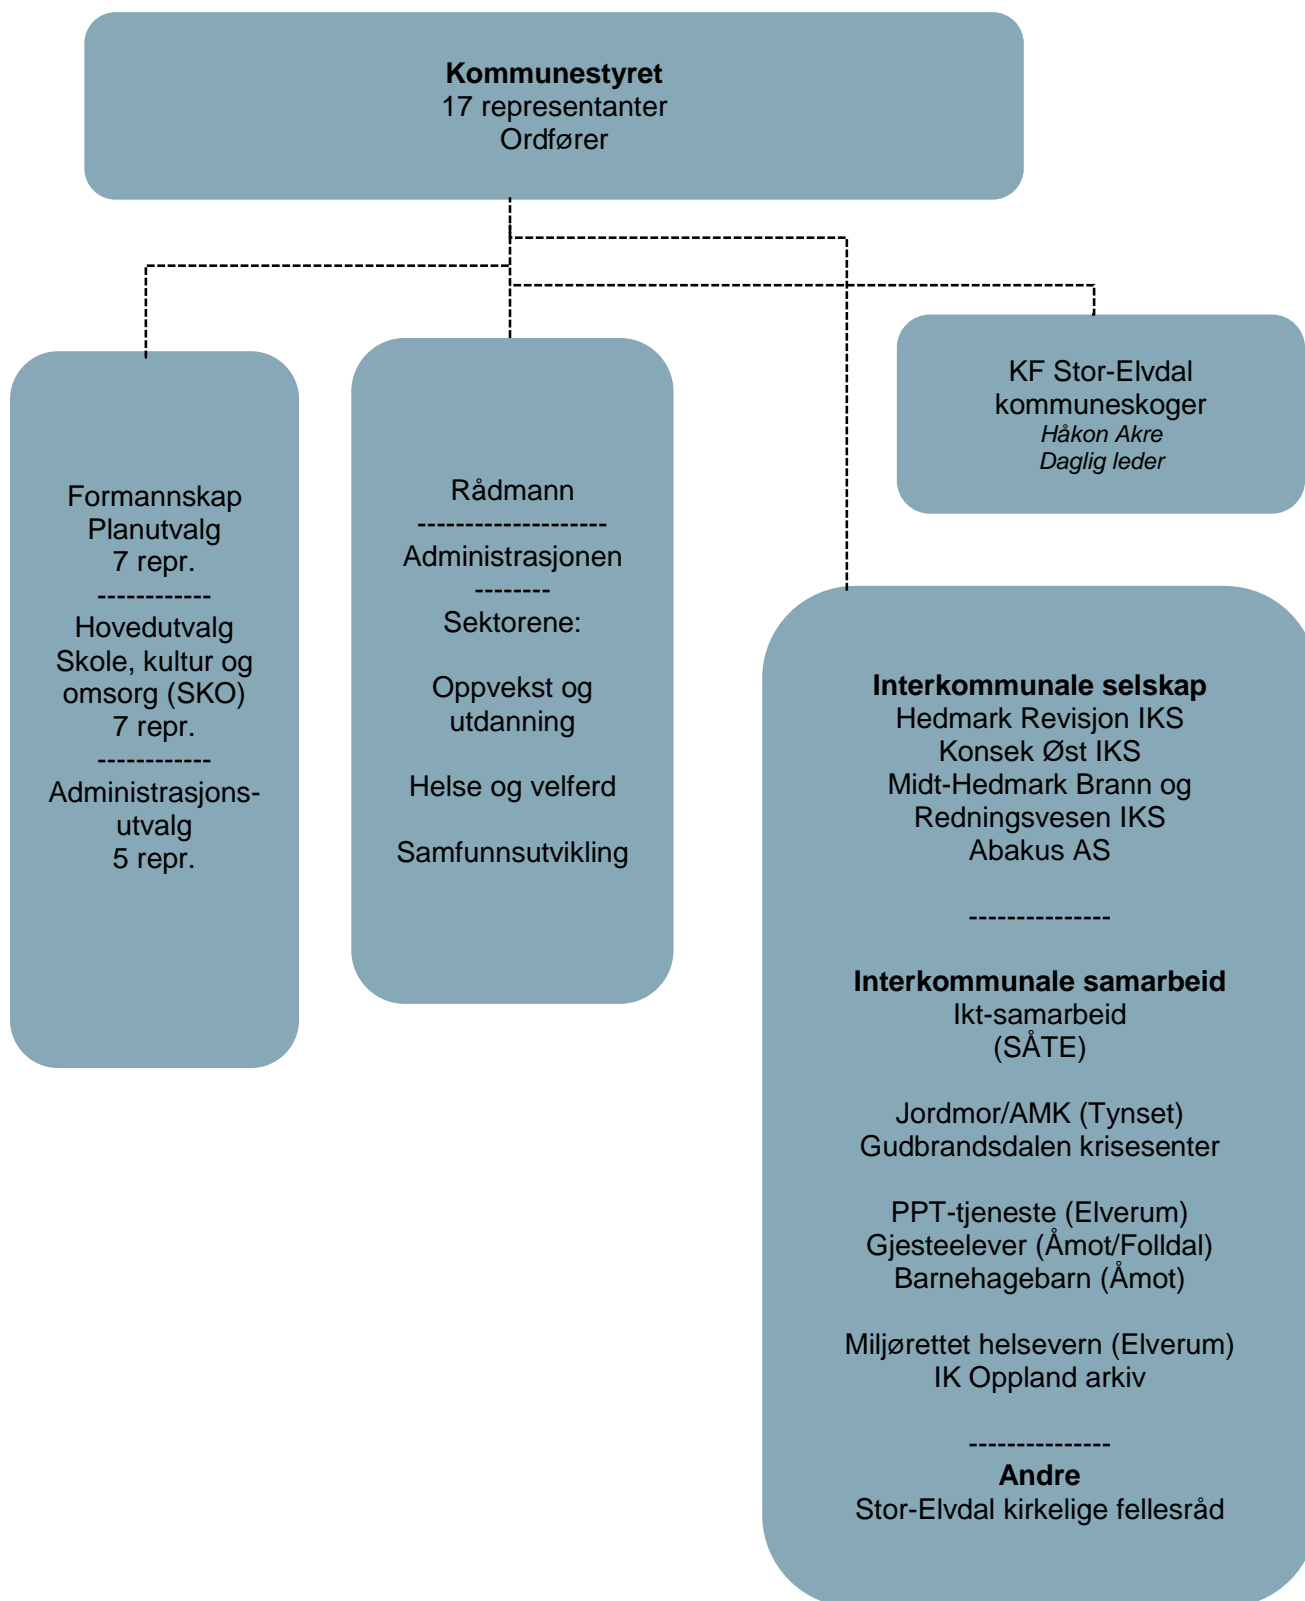 Kommunestyret
17 representanter
Ordfører
Formannskap
Planutvalg
7 repr.
------------
Hovedutvalg
Skole, kultur og
omsorg (SKO)
7 repr.
------------
Administrasjons-
utvalg
5 repr.
Rådmann
--------------------
Administrasjonen
--------
Sektorene:
Oppvekst og
utdanning
Helse og velferd
Samfunnsutvikling
KF Stor-Elvdal
kommuneskoger
Håkon Akre
Daglig leder
Interkommunale selskap
Hedmark Revisjon IKS
Konsek Øst IKS
Midt-Hedmark Brann og
Redningsvesen IKS
Abakus AS
---------------
Interkommunale samarbeid
Ikt-samarbeid
(SÅTE)
Jordmor/AMK (Tynset)
Gudbrandsdalen krisesenter
PPT-tjeneste (Elverum)
Gjesteelever (Åmot/Folldal)
Barnehagebarn (Åmot)
Miljørettet helsevern (Elverum)
IK Oppland arkiv
---------------
Andre
Stor-Elvdal kirkelige fellesråd